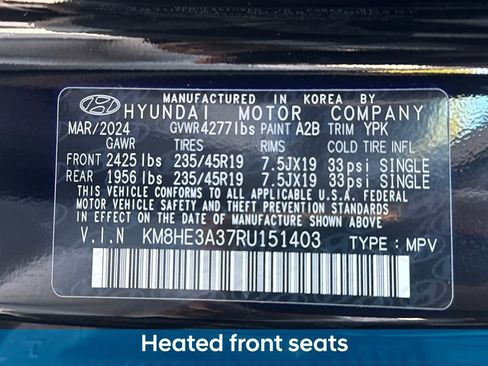 MANUFACTURED IN KOREA BY
HYUNDAI MOTOR COMPANY
MAR/2024 GVWR 4277lbs PAINT A2B TRIM YPK
GAWR TIRES RIMS COLD TIRE INFL
FRONT 2425 lbs 235/45R19 7.5JX19 33psi SINGLE
REAR 1956 lbs 235/45R19 7.5JX19 33psi SINGLE
THIS VEHICLE CONFORMS TO ALL APPLICABLE U.S.A. FEDERAL
MOTOR VEHICLE SAFETY AND THEFT PREVENTION STANDARDS
IN EFFECT ON THE DATE OF MANUFACTURE SHOWN ABOVE.
V.I.N KM8HE3A37RU151403 TYPE : MPV
Heated front seats